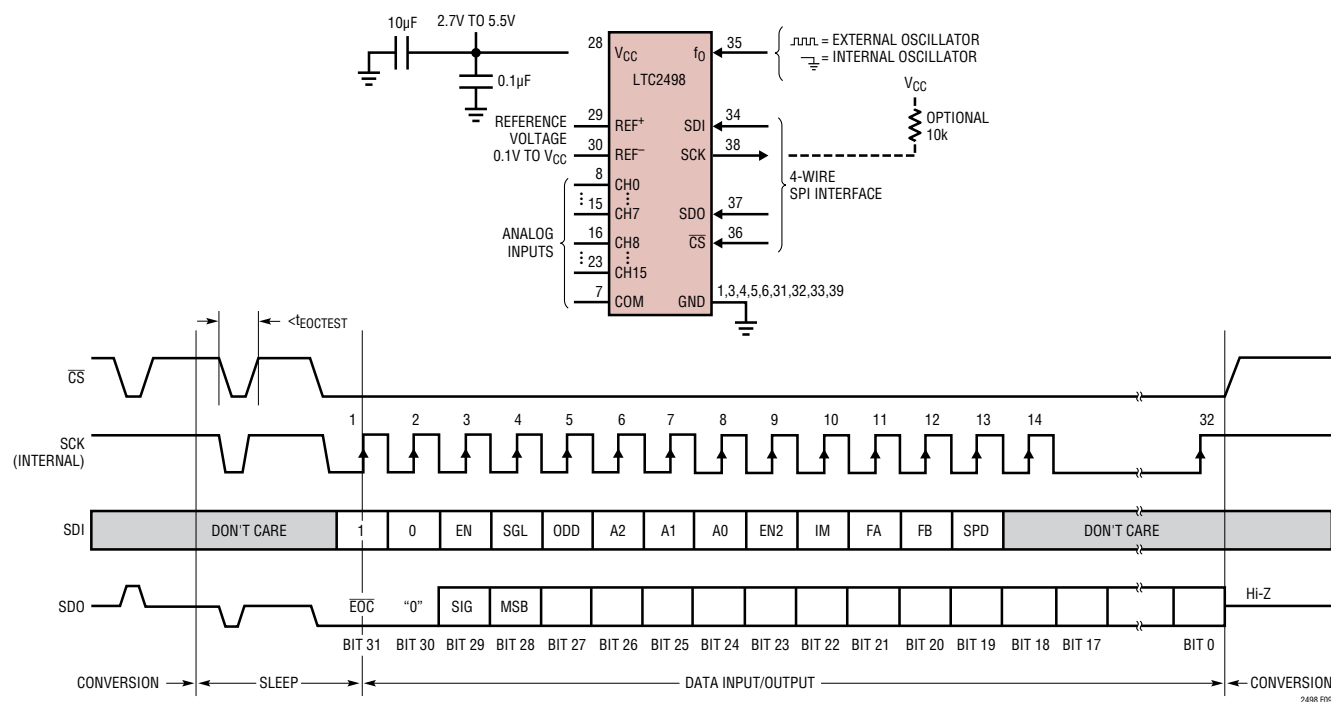 10µF
2.7V TO 5.5V
0.1µF
28
VCC
fO
35
= EXTERNAL OSCILLATOR
= INTERNAL OSCILLATOR
LTC2498
VCC
OPTIONAL
10k
REFERENCE
VOLTAGE
0.1V TO VCC
29
REF+
30
REF–
SDI
34
SCK
38
4-WIRE
SPI INTERFACE
ANALOG
INPUTS
8
CH0
15
CH7
16
CH8
23
CH15
7
COM
SDO
37
CS
36
GND
1,3,4,5,6,31,32,33,39
<tEOCTEST
CS
SCK
(INTERNAL)
1 2 3 4 5 6 7 8 9 10 11 12 13 14 32
SDI DON'T CARE 1 0 EN SGL ODD A2 A1 A0 EN2 IM FA FB SPD DON'T CARE
SDO EOC “0” SIG MSB Hi-Z
BIT 31 BIT 30 BIT 29 BIT 28 BIT 27 BIT 26 BIT 25 BIT 24 BIT 23 BIT 22 BIT 21 BIT 20 BIT 19 BIT 18 BIT 17 BIT 0
CONVERSION SLEEP DATA INPUT/OUTPUT CONVERSION
2498 F09